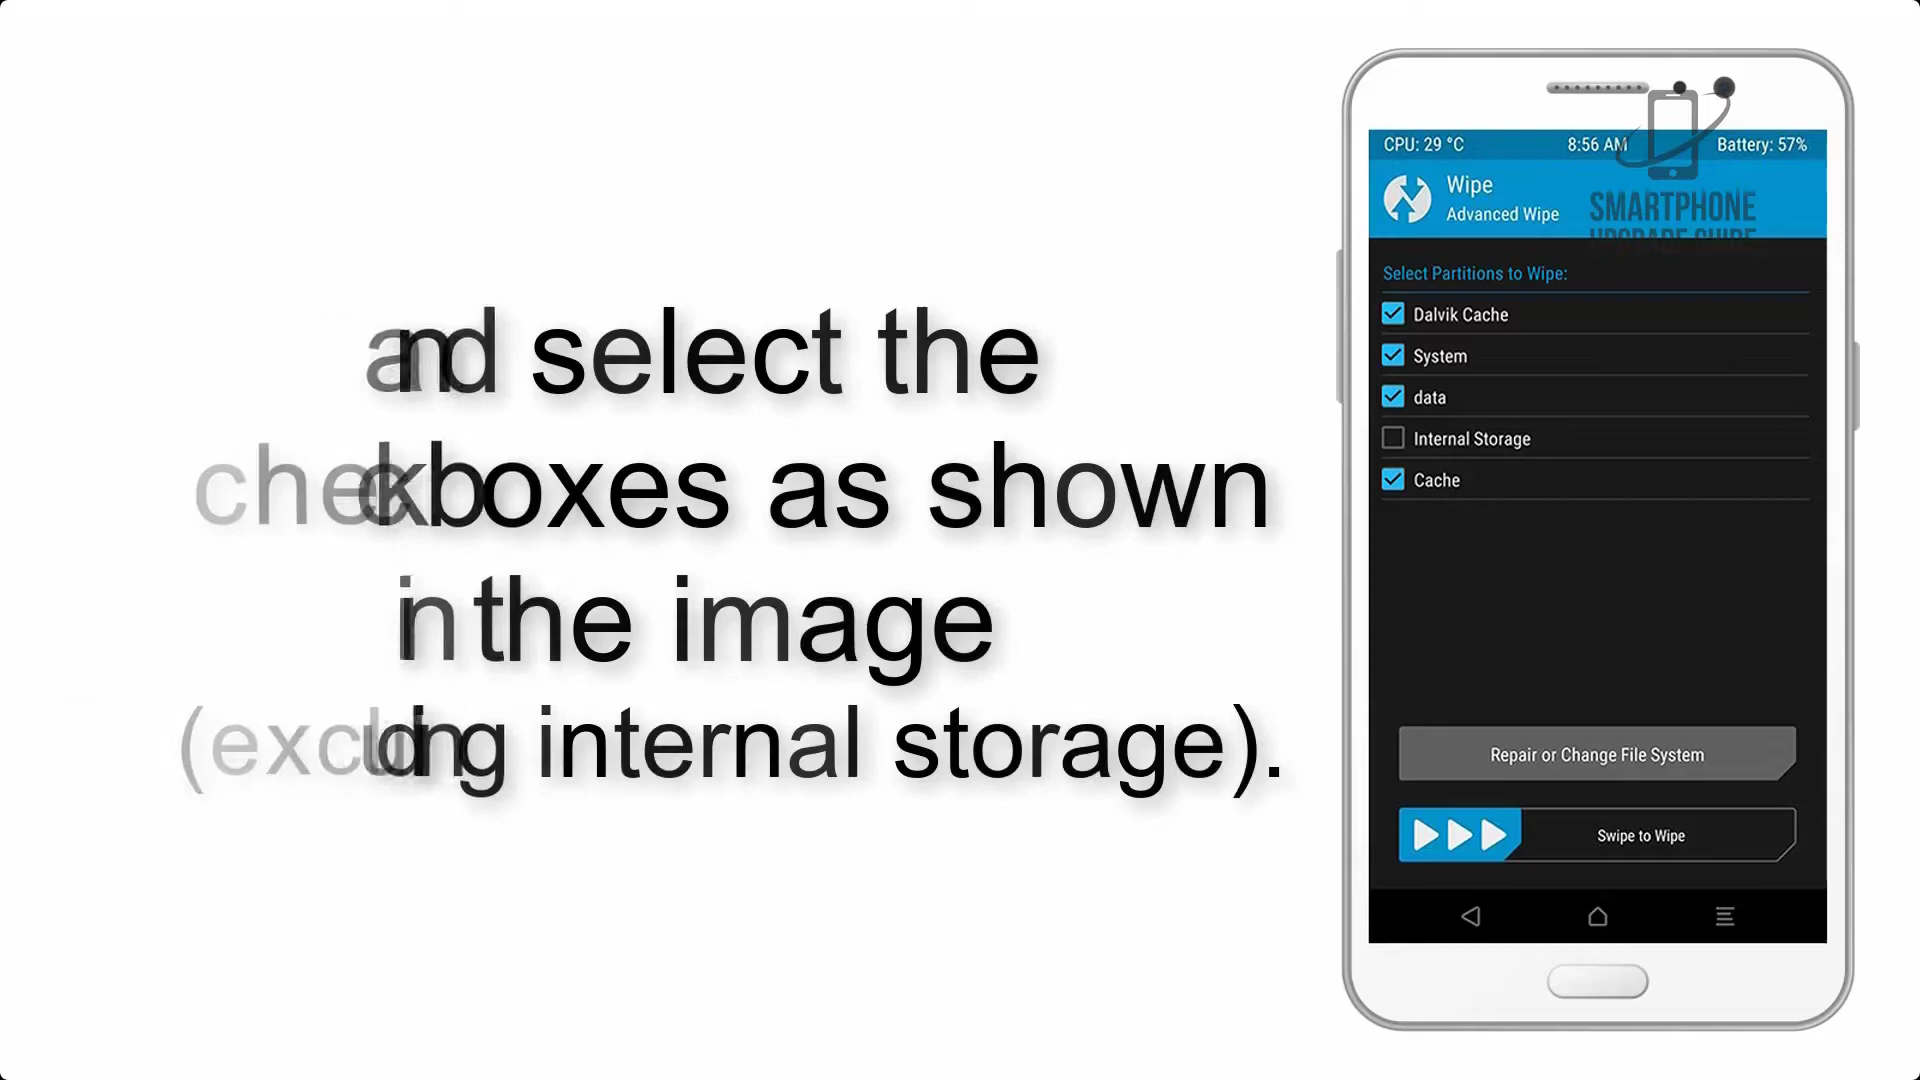 and select the
checkboxes as shown
in the image
(excluding internal storage).
CPU: 29 °C
8:56 AM
Battery: 57%
Wipe
Advanced Wipe
SMARTPHONE
UPGRADE GUIDE
Select Partitions to Wipe:
Dalvik Cache
System
data
Internal Storage
Cache
Repair or Change File System
Swipe to Wipe